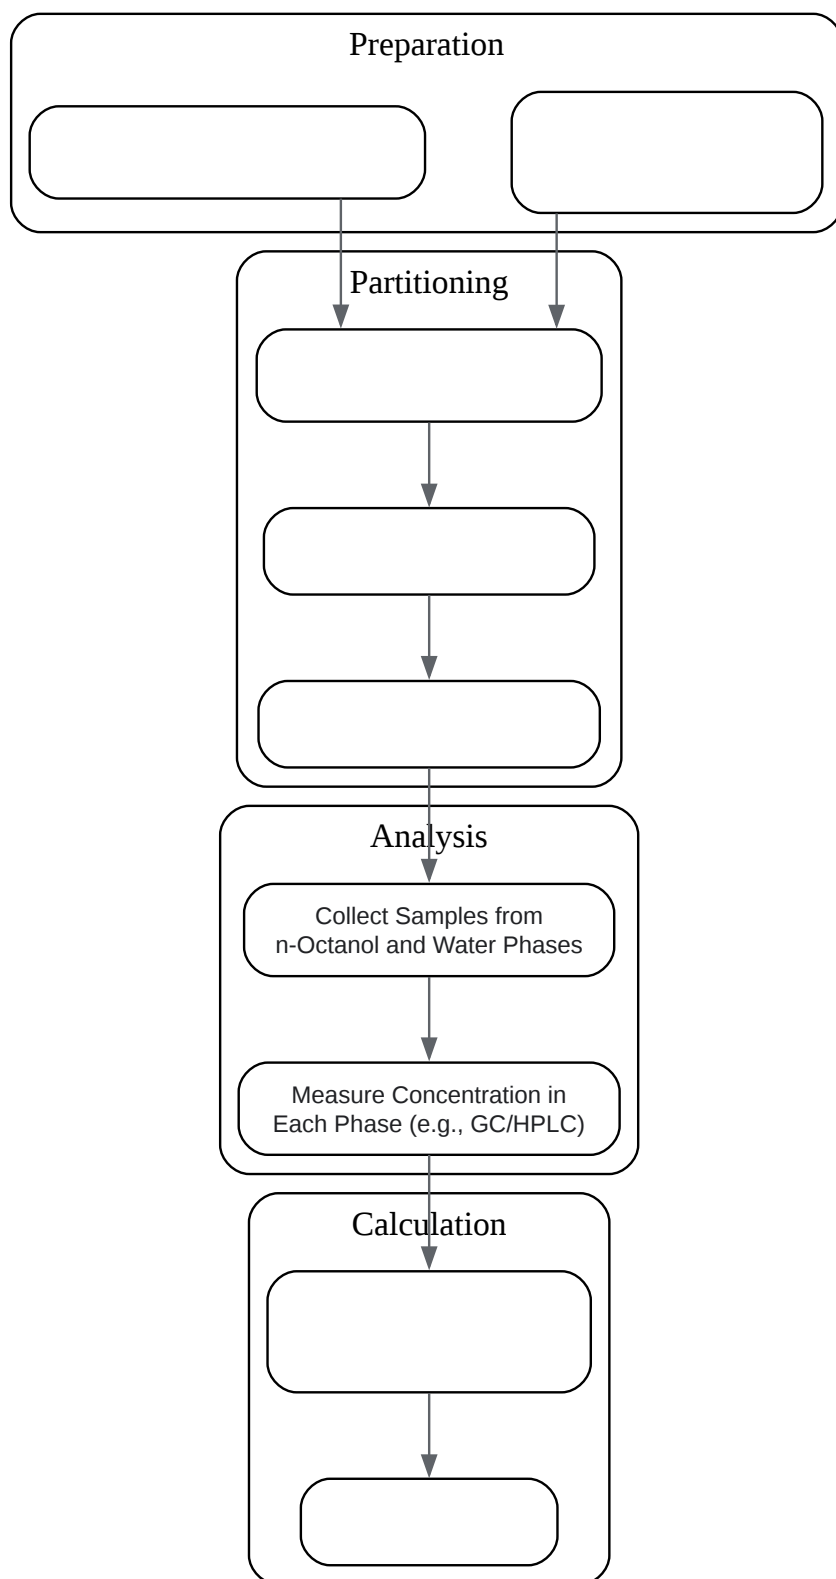 Preparation
Partitioning
Analysis
Collect Samples from
n-Octanol and Water Phases
Measure Concentration in
Each Phase (e.g., GC/HPLC)
Calculation